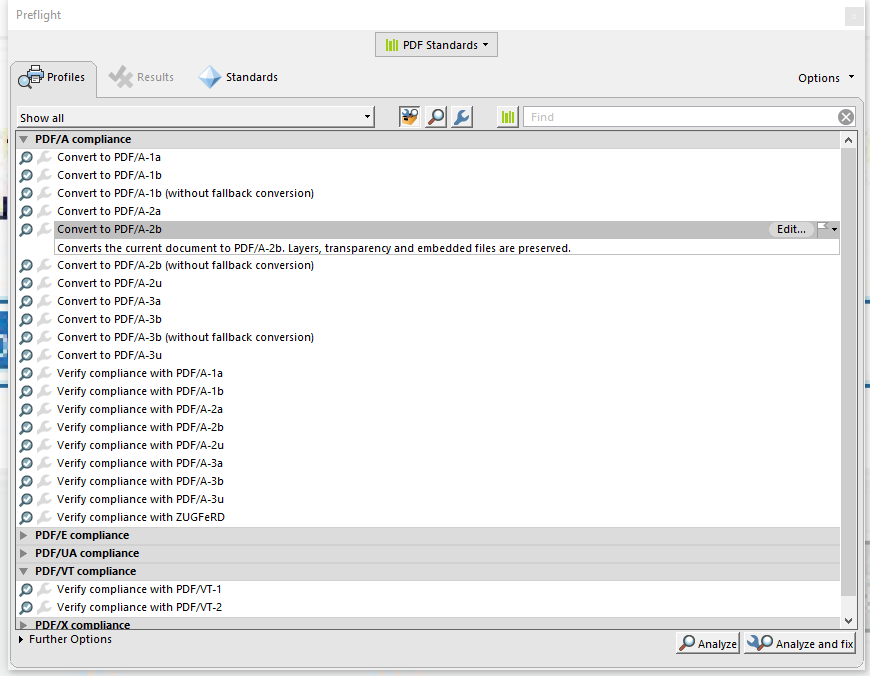 Preflight
PDF Standards
Profiles
Results
Standards
Options
Show all
Find
PDF/A compliance
Convert to PDF/A-1a
Convert to PDF/A-1b
Convert to PDF/A-1b (without fallback conversion)
Convert to PDF/A-2a
Convert to PDF/A-2b
Edit...
Converts the current document to PDF/A-2b. Layers, transparency and embedded files are preserved.
Convert to PDF/A-2b (without fallback conversion)
Convert to PDF/A-2u
Convert to PDF/A-3a
Convert to PDF/A-3b
Convert to PDF/A-3b (without fallback conversion)
Convert to PDF/A-3u
Verify compliance with PDF/A-1a
Verify compliance with PDF/A-1b
Verify compliance with PDF/A-2a
Verify compliance with PDF/A-2b
Verify compliance with PDF/A-2u
Verify compliance with PDF/A-3a
Verify compliance with PDF/A-3b
Verify compliance with PDF/A-3u
Verify compliance with ZUGFeRD
PDF/E compliance
PDF/UA compliance
PDF/VT compliance
Verify compliance with PDF/VT-1
Verify compliance with PDF/VT-2
PDF/X compliance
Further Options
Analyze
Analyze and fix